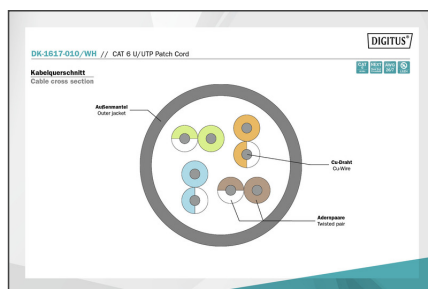 DIGITUS®
DK-1617-010/WH // CAT 6 U/UTP Patch Cord
Kabelquerschnitt
Cable cross section
Außenmantel
Outer jacket
Cu-Draht
Cu-Wire
Adernpaare
Twisted pair